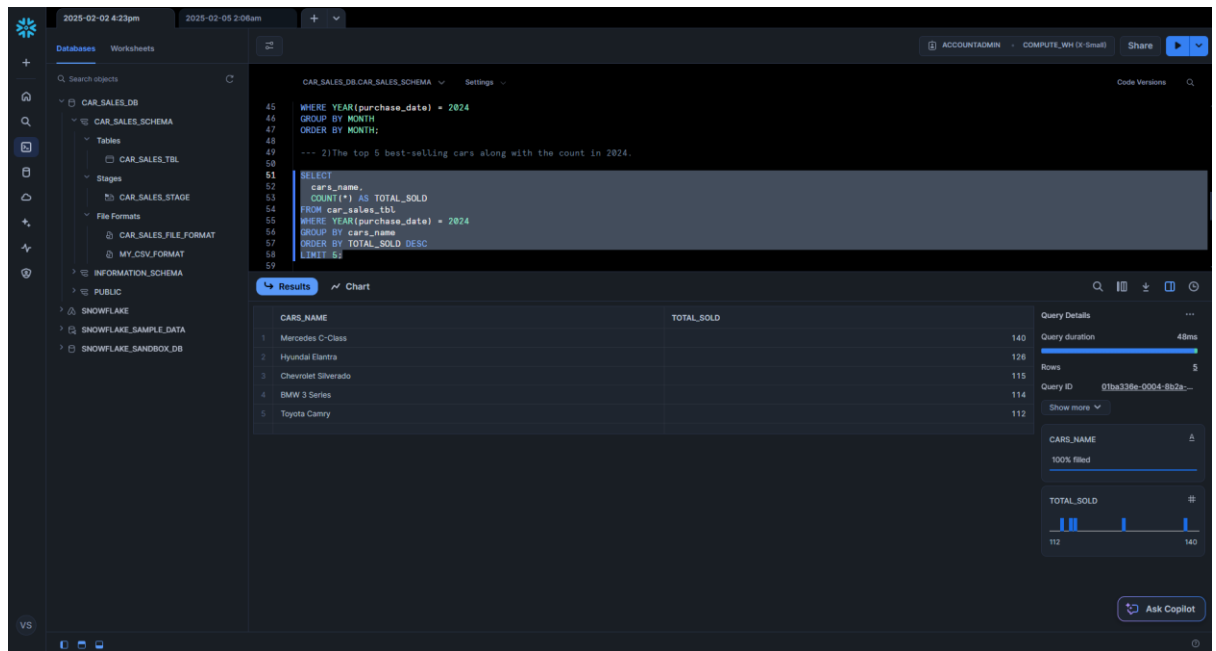 2025-02-02 4:23pm
2025-02-05 2:06am
Databases
Worksheets
ACCOUNTADMIN · COMPUTE_WH (X-Small)
Share
Search objects
CAR_SALES_DB
CAR_SALES_SCHEMA
Tables
CAR_SALES_TBL
Stages
CAR_SALES_STAGE
File Formats
CAR_SALES_FILE_FORMAT
MY_CSV_FORMAT
INFORMATION_SCHEMA
PUBLIC
SNOWFLAKE
SNOWFLAKE_SAMPLE_DATA
SNOWFLAKE_SANDBOX_DB
VS
CAR_SALES_DB.CAR_SALES_SCHEMA
Settings
Code Versions
45 WHERE YEAR(purchase_date) = 2024
46 GROUP BY MONTH
47 ORDER BY MONTH;
48
49 --- 2)The top 5 best-selling cars along with the count in 2024.
50
51 SELECT
52 cars_name,
53 COUNT(*) AS TOTAL_SOLD
54 FROM car_sales_tbl
55 WHERE YEAR(purchase_date) = 2024
56 GROUP BY cars_name
57 ORDER BY TOTAL_SOLD DESC
58 LIMIT 5;
59
Results
Chart
CARS_NAME TOTAL_SOLD
1 Mercedes C-Class 140
2 Hyundai Elantra 126
3 Chevrolet Silverado 115
4 BMW 3 Series 114
5 Toyota Camry 112
Query Details
...
Query duration 48ms
Rows 5
Query ID 01ba336e-0004-8b2a-...
Show more
CARS_NAME A
100% filled
TOTAL_SOLD #
112 140
Ask Copilot